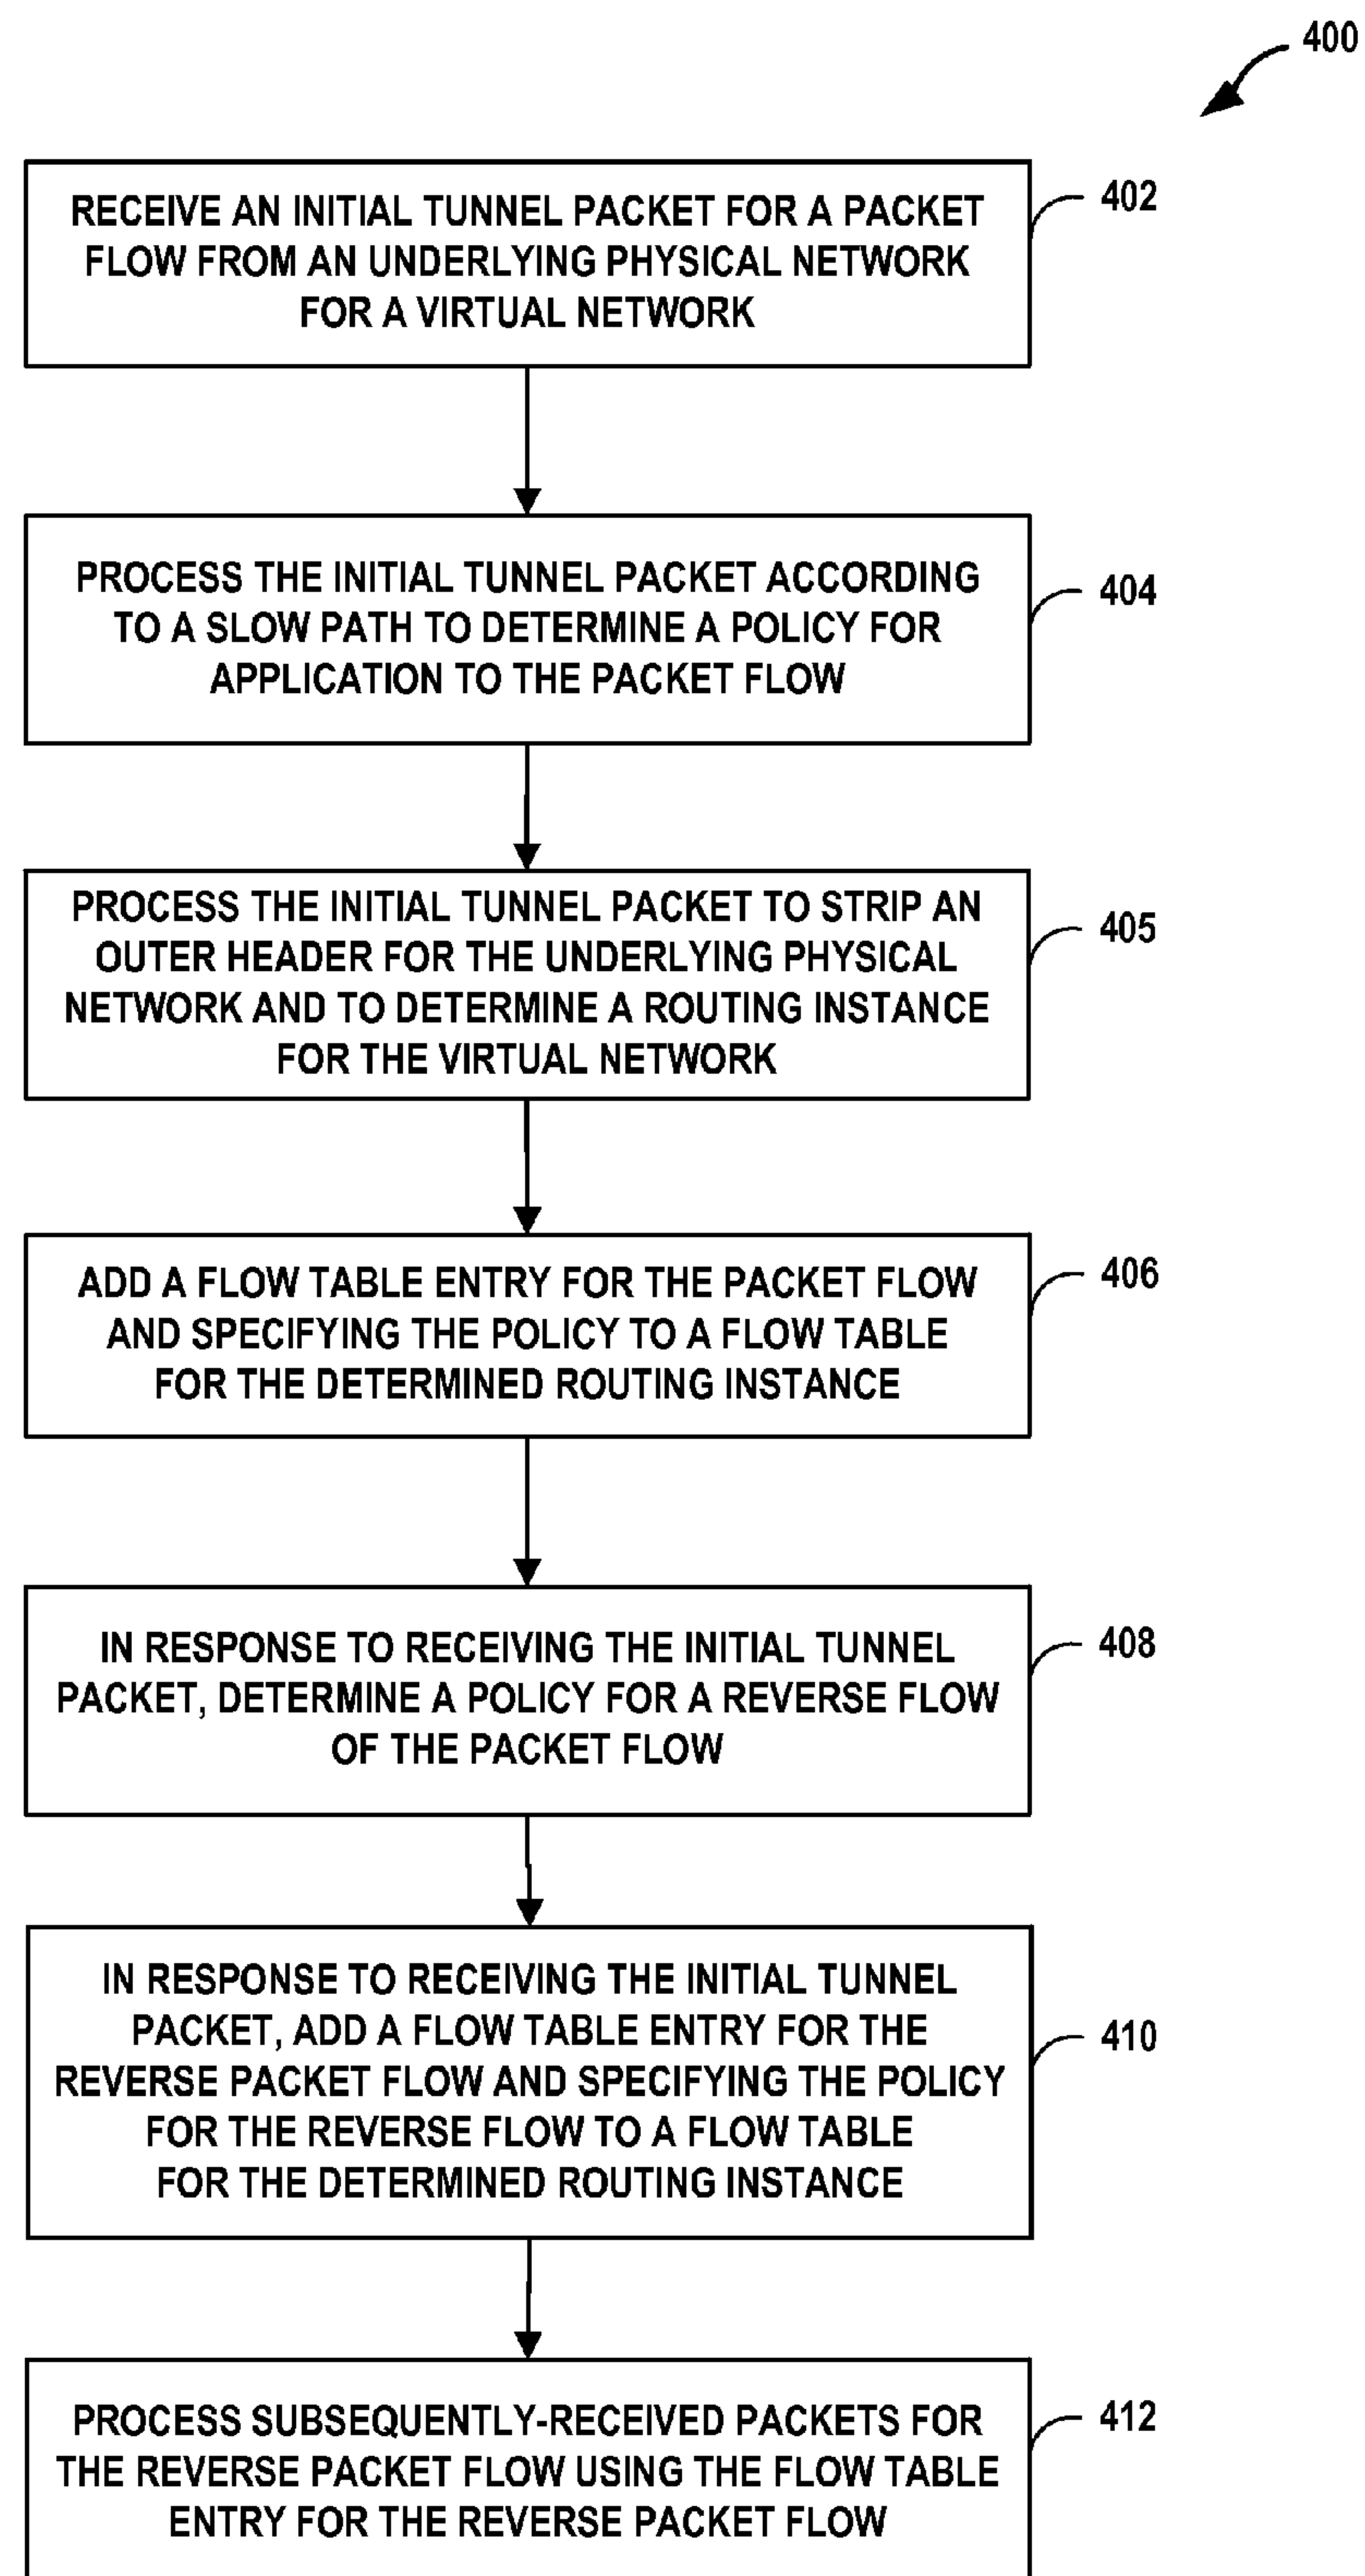 400
RECEIVE AN INITIAL TUNNEL PACKET FOR A PACKET
FLOW FROM AN UNDERLYING PHYSICAL NETWORK
FOR A VIRTUAL NETWORK
402
PROCESS THE INITIAL TUNNEL PACKET ACCORDING
TO A SLOW PATH TO DETERMINE A POLICY FOR
APPLICATION TO THE PACKET FLOW
404
PROCESS THE INITIAL TUNNEL PACKET TO STRIP AN
OUTER HEADER FOR THE UNDERLYING PHYSICAL
NETWORK AND TO DETERMINE A ROUTING INSTANCE
FOR THE VIRTUAL NETWORK
405
ADD A FLOW TABLE ENTRY FOR THE PACKET FLOW
AND SPECIFYING THE POLICY TO A FLOW TABLE
FOR THE DETERMINED ROUTING INSTANCE
406
IN RESPONSE TO RECEIVING THE INITIAL TUNNEL
PACKET, DETERMINE A POLICY FOR A REVERSE FLOW
OF THE PACKET FLOW
408
IN RESPONSE TO RECEIVING THE INITIAL TUNNEL
PACKET, ADD A FLOW TABLE ENTRY FOR THE
REVERSE PACKET FLOW AND SPECIFYING THE POLICY
FOR THE REVERSE FLOW TO A FLOW TABLE
FOR THE DETERMINED ROUTING INSTANCE
410
PROCESS SUBSEQUENTLY-RECEIVED PACKETS FOR
THE REVERSE PACKET FLOW USING THE FLOW TABLE
ENTRY FOR THE REVERSE PACKET FLOW
412